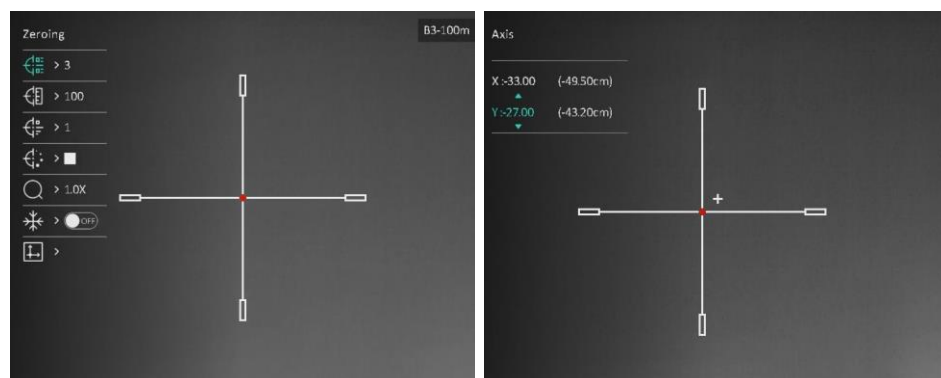 Zeroing
B3-100m
> 3
> 100
> 1
>
> 1.0X
> OFF
>
Axis
X:-33.00 (-49.50cm)
Y:-27.00 (-43.20cm)